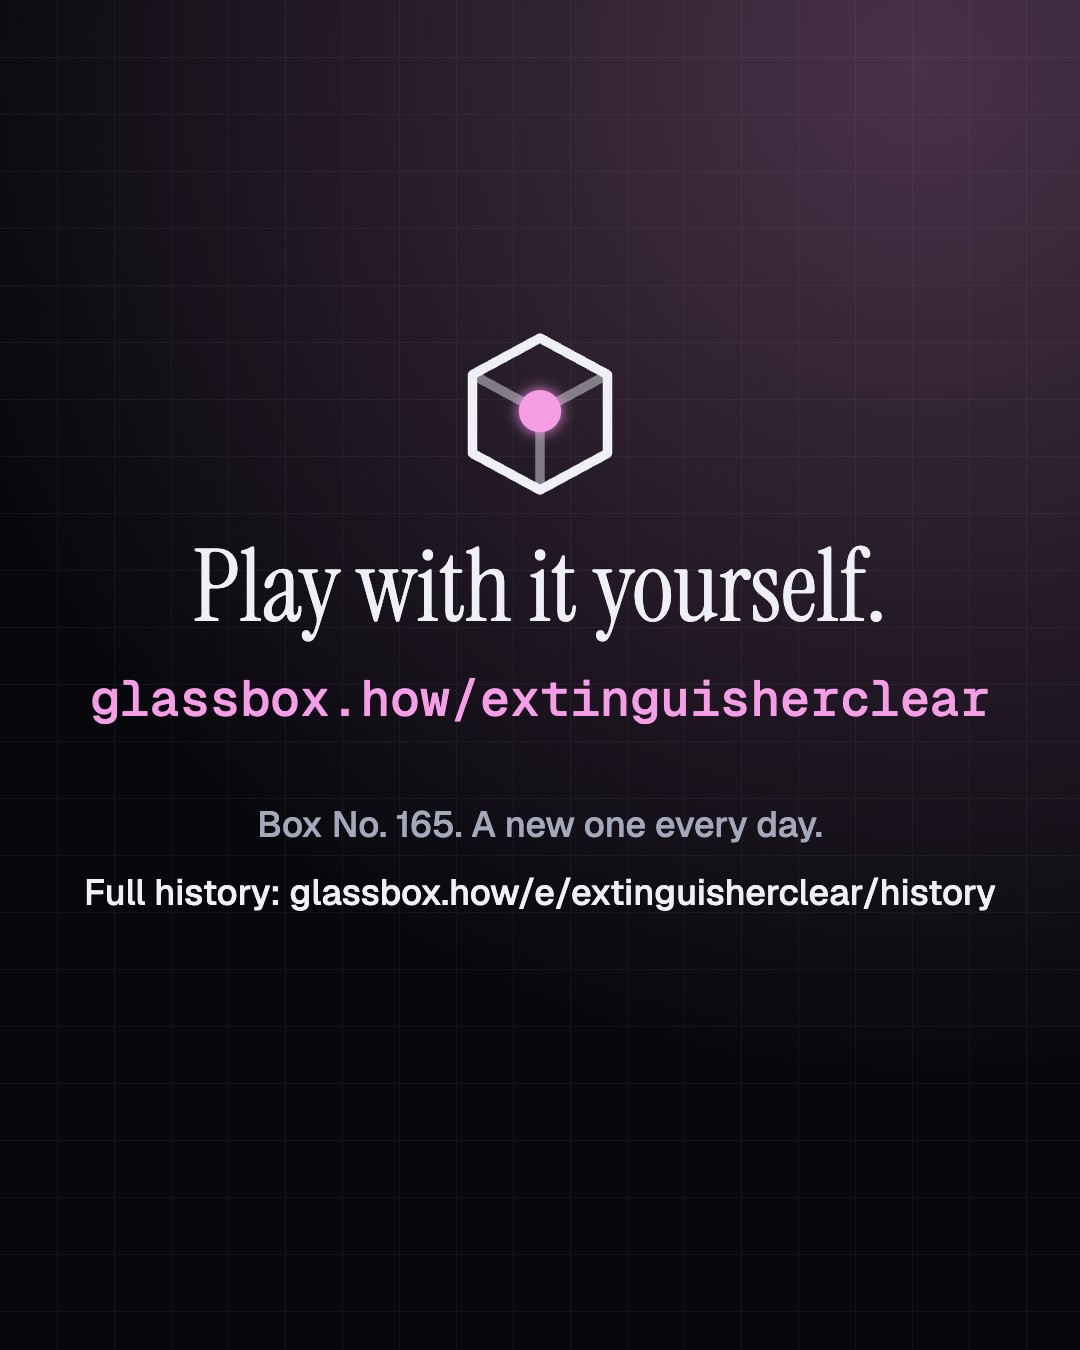 Play with it yourself.
glassbox.how/extinguisherclear
Box No. 165. A new one every day.
Full history: glassbox.how/e/extinguisherclear/history